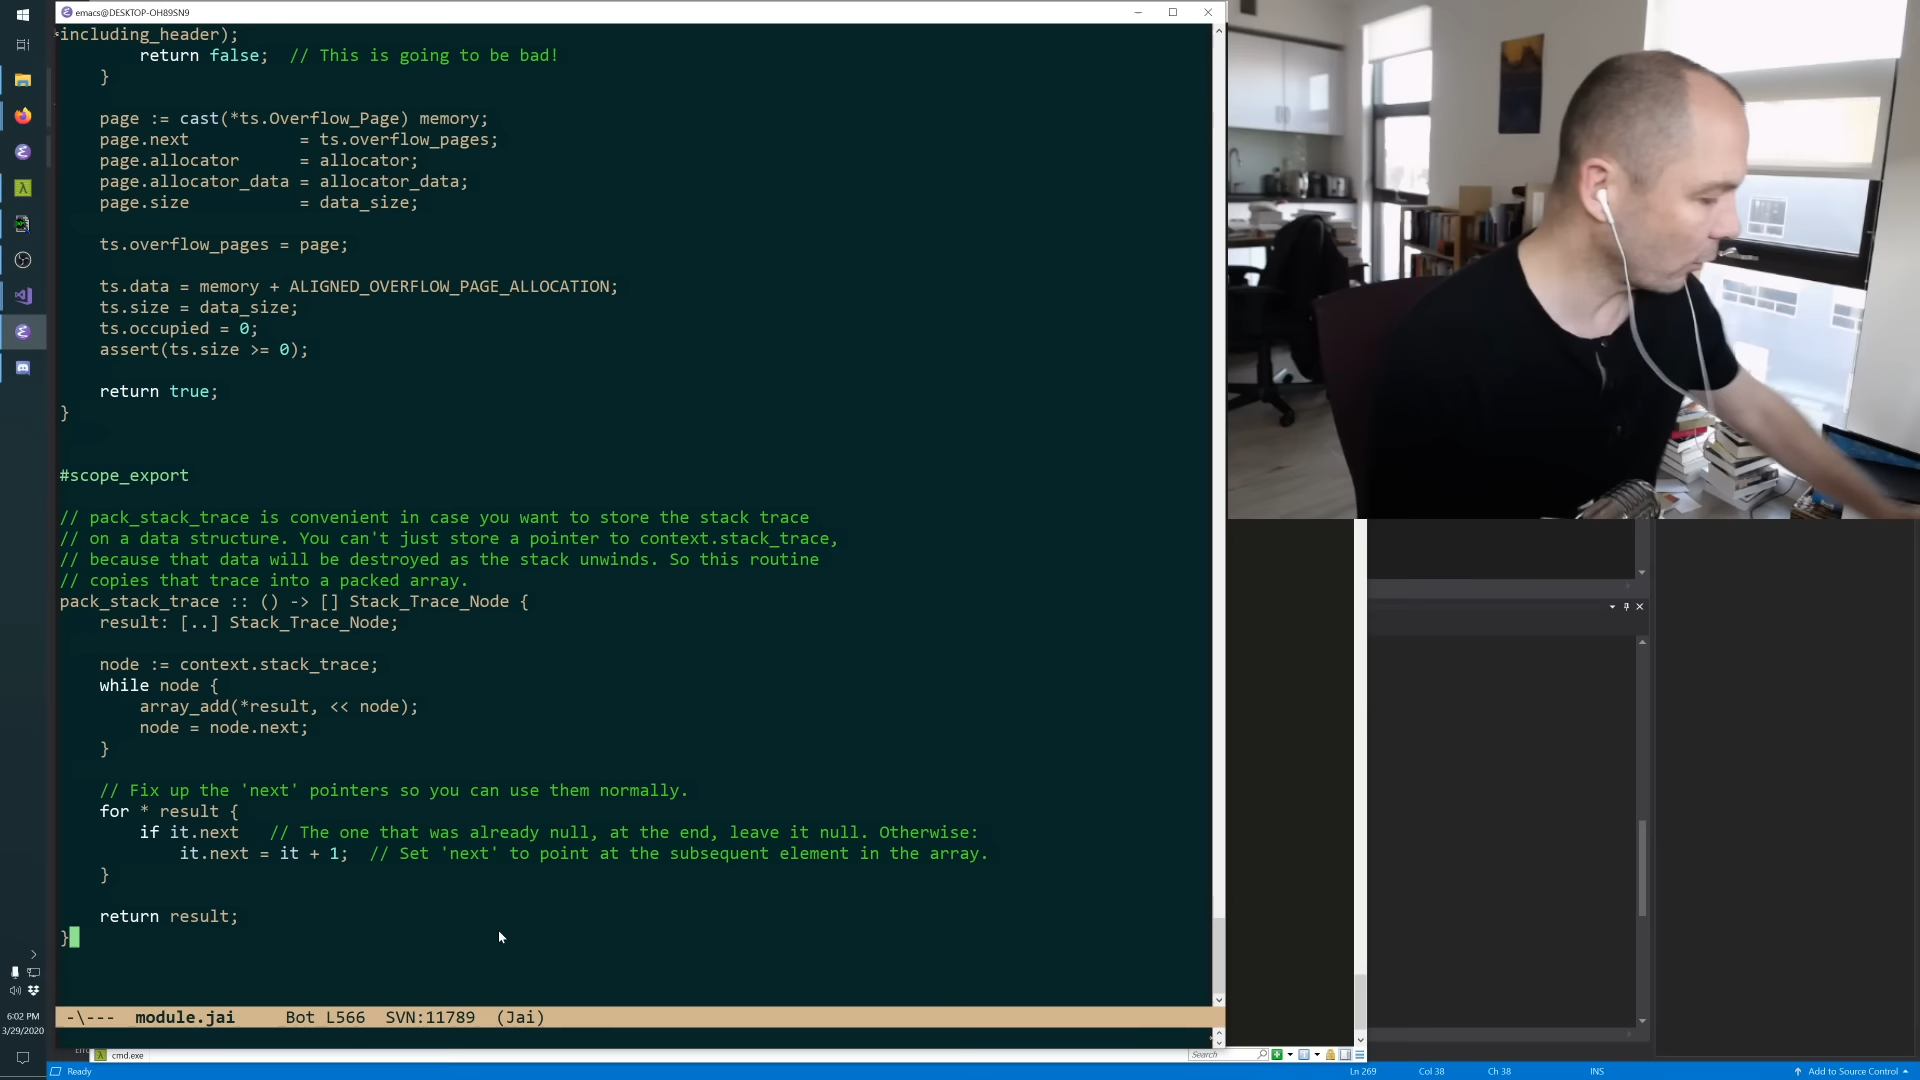 emacs@DESKTOP-OH89SN9
including_header);
return false;  // This is going to be bad!
}
page := cast(*ts.Overflow_Page) memory;
page.next           = ts.overflow_pages;
page.allocator      = allocator;
page.allocator_data = allocator_data;
page.size           = data_size;
ts.overflow_pages = page;
ts.data = memory + ALIGNED_OVERFLOW_PAGE_ALLOCATION;
ts.size = data_size;
ts.occupied = 0;
assert(ts.size >= 0);
return true;
}
#scope_export
// pack_stack_trace is convenient in case you want to store the stack trace
// on a data structure. You can't just store a pointer to context.stack_trace,
// because that data will be destroyed as the stack unwinds. So this routine
// copies that trace into a packed array.
pack_stack_trace :: () -> [] Stack_Trace_Node {
result: [..] Stack_Trace_Node;
node := context.stack_trace;
while node {
array_add(*result, << node);
node = node.next;
}
// Fix up the 'next' pointers so you can use them normally.
for * result {
if it.next   // The one that was already null, at the end, leave it null. Otherwise:
it.next = it + 1;  // Set 'next' to point at the subsequent element in the array.
}
return result;
}
-\---  module.jai     Bot L566  SVN:11789  (Jai)
6:02 PM
3/29/2020
cmd.exe
Search
Ready
Ln 269
Col 38
Ch 38
INS
Add to Source Control